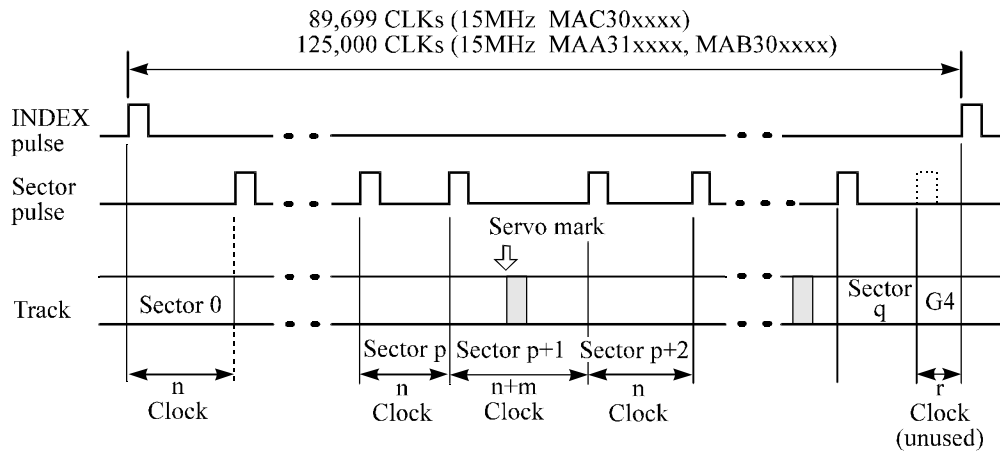 89,699 CLKs (15MHz  MAC30xxxx)
125,000 CLKs (15MHz  MAA31xxxx, MAB30xxxx)
INDEX
pulse
Sector
pulse
Servo mark
Track
Sector 0
Sector
q
G4
Sector p
Sector p+1
Sector p+2
n
Clock
n
Clock
n+m
Clock
n
Clock
r
Clock
(unused)